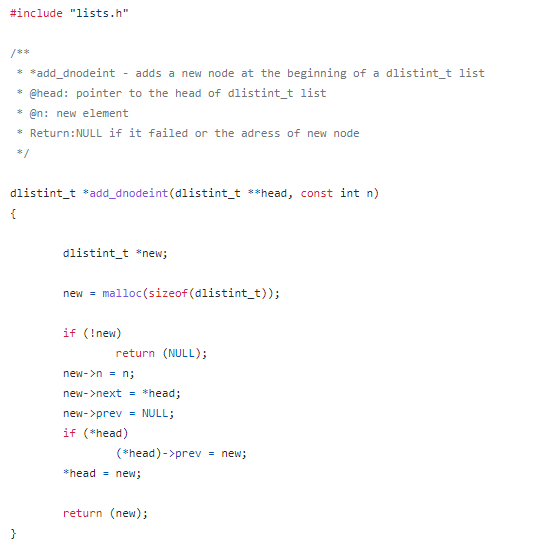 #include "lists.h"

/**
 * *add_dnodeint - adds a new node at the beginning of a dlistint_t list
 * @head: pointer to the head of dlistint_t list
 * @n: new element
 * Return:NULL if it failed or the adress of new node
 */

dlistint_t *add_dnodeint(dlistint_t **head, const int n)
{

	dlistint_t *new;

	new = malloc(sizeof(dlistint_t));

	if (!new)
		return (NULL);
	new->n = n;
	new->next = *head;
	new->prev = NULL;
	if (*head)
		(*head)->prev = new;
	*head = new;

	return (new);
}